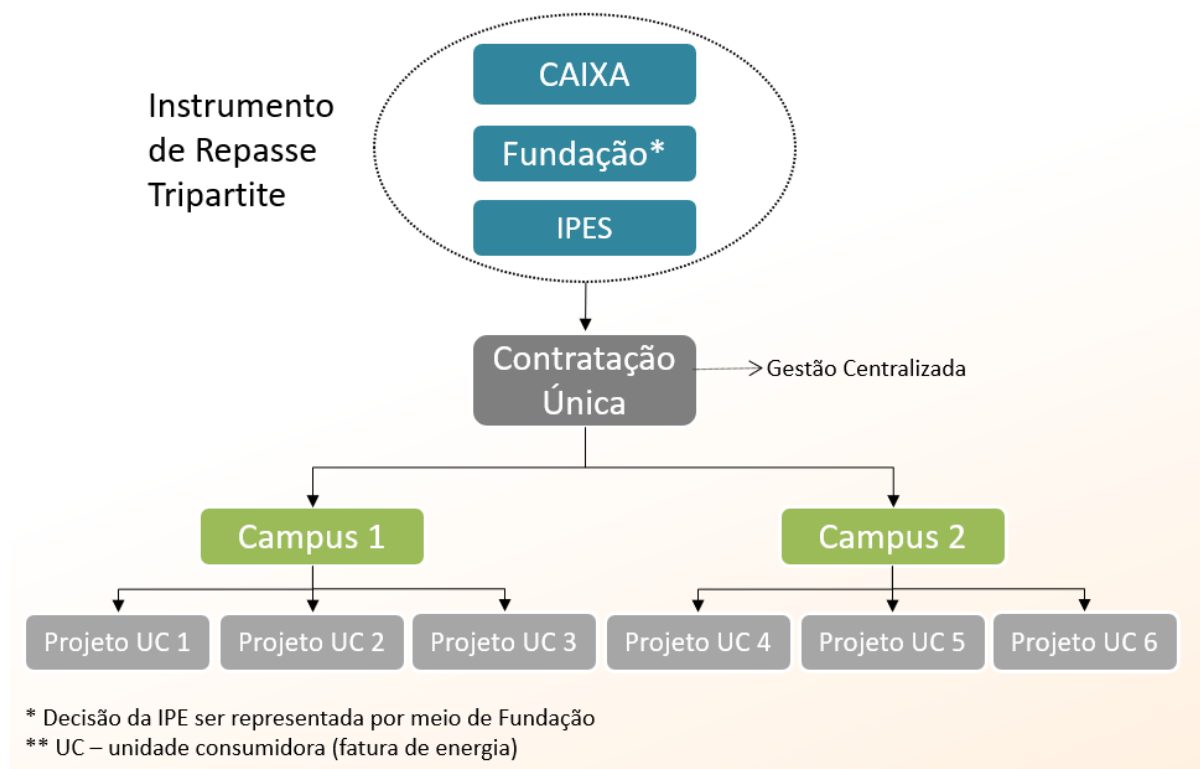 Instrumento
de Repasse
Tripartite
CAIXA
Fundação*
IPES
Contratação
Única
Gestão Centralizada
Campus 1
Campus 2
Projeto UC 1
Projeto UC 2
Projeto UC 3
Projeto UC 4
Projeto UC 5
Projeto UC 6
* Decisão da IPE ser representada por meio de Fundação
** UC – unidade consumidora (fatura de energia)